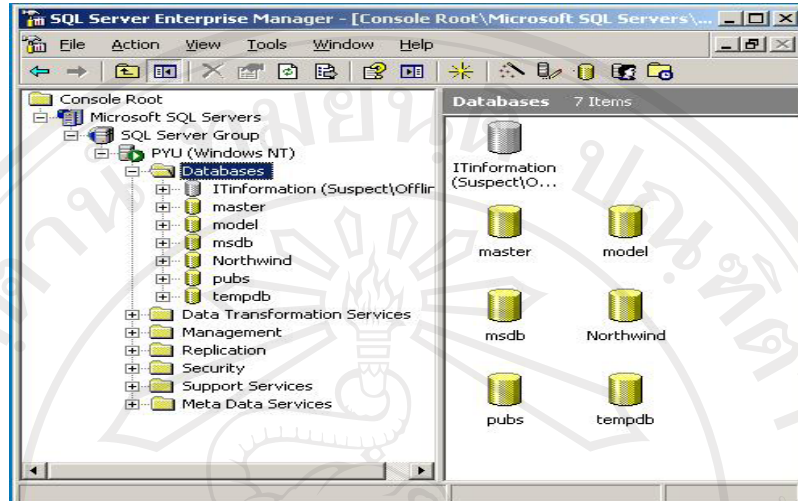 SQL Server Enterprise Manager - [Console Root\Microsoft SQL Servers\...
File Action View Tools Window Help
Console Root
Microsoft SQL Servers
SQL Server Group
PYU (Windows NT)
Databases
ITinformation (Suspect\Offlin
master
model
msdb
Northwind
pubs
tempdb
Data Transformation Services
Management
Replication
Security
Support Services
Meta Data Services
Databases 7 Items
ITinformation
(Suspect\O...
master
model
msdb
Northwind
pubs
tempdb